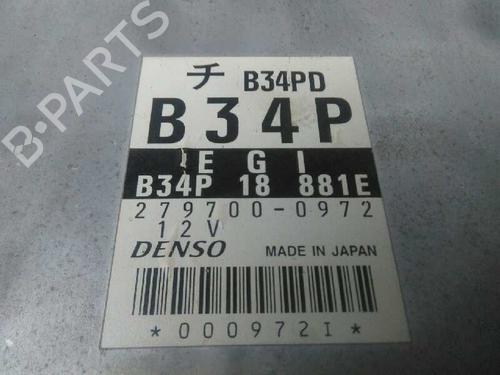 B-PARTS
チ B34PD
B34P
EGI
B34P 18 881E
279700-0972
12V
DENSO MADE IN JAPAN
*000972I*